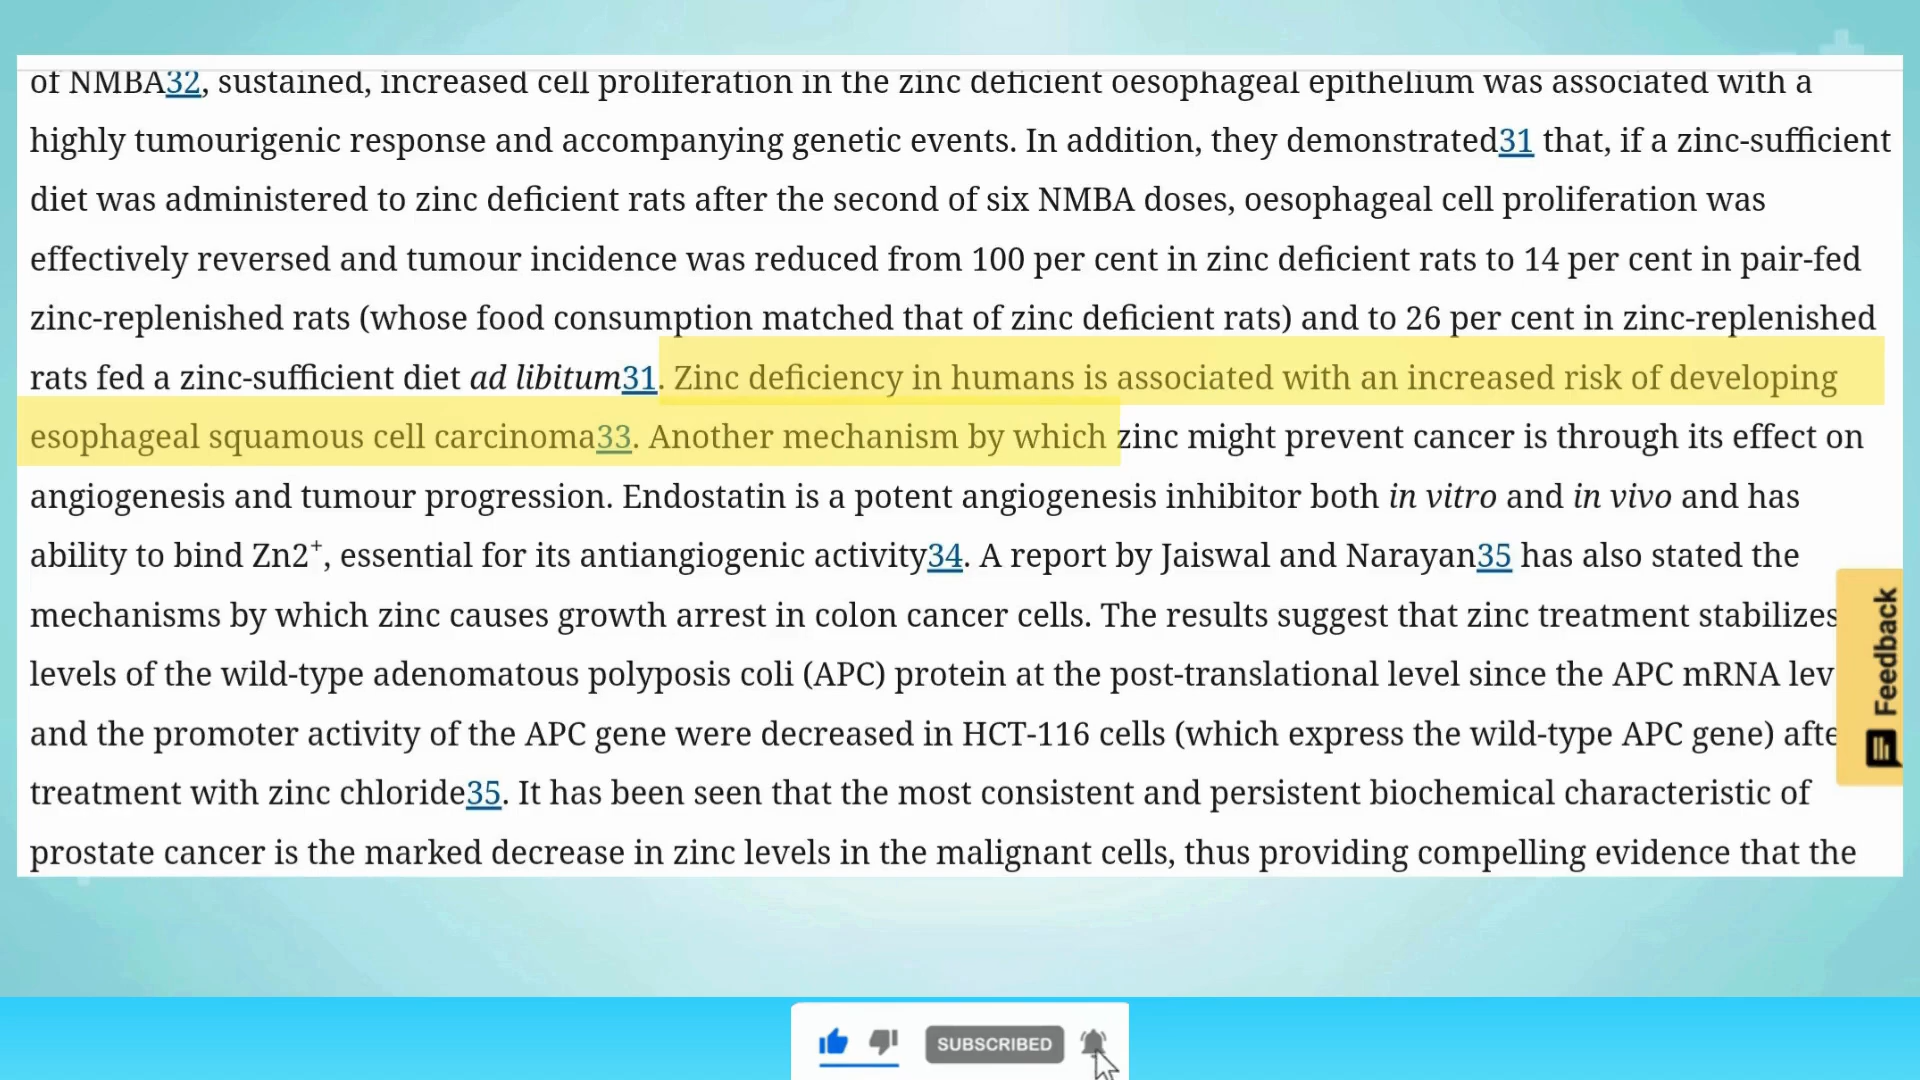 of NMBA32, sustained, increased cell proliferation in the zinc deficient oesophageal epithelium was associated with a
highly tumourigenic response and accompanying genetic events. In addition, they demonstrated31 that, if a zinc-sufficient
diet was administered to zinc deficient rats after the second of six NMBA doses, oesophageal cell proliferation was
effectively reversed and tumour incidence was reduced from 100 per cent in zinc deficient rats to 14 per cent in pair-fed
zinc-replenished rats (whose food consumption matched that of zinc deficient rats) and to 26 per cent in zinc-replenished
rats fed a zinc-sufficient diet ad libitum31. Zinc deficiency in humans is associated with an increased risk of developing
esophageal squamous cell carcinoma33. Another mechanism by which zinc might prevent cancer is through its effect on
angiogenesis and tumour progression. Endostatin is a potent angiogenesis inhibitor both in vitro and in vivo and has
ability to bind Zn2⁺, essential for its antiangiogenic activity34. A report by Jaiswal and Narayan35 has also stated the
mechanisms by which zinc causes growth arrest in colon cancer cells. The results suggest that zinc treatment stabilizes
levels of the wild-type adenomatous polyposis coli (APC) protein at the post-translational level since the APC mRNA lev
and the promoter activity of the APC gene were decreased in HCT-116 cells (which express the wild-type APC gene) afte
treatment with zinc chloride35. It has been seen that the most consistent and persistent biochemical characteristic of
prostate cancer is the marked decrease in zinc levels in the malignant cells, thus providing compelling evidence that the
Feedback
SUBSCRIBED